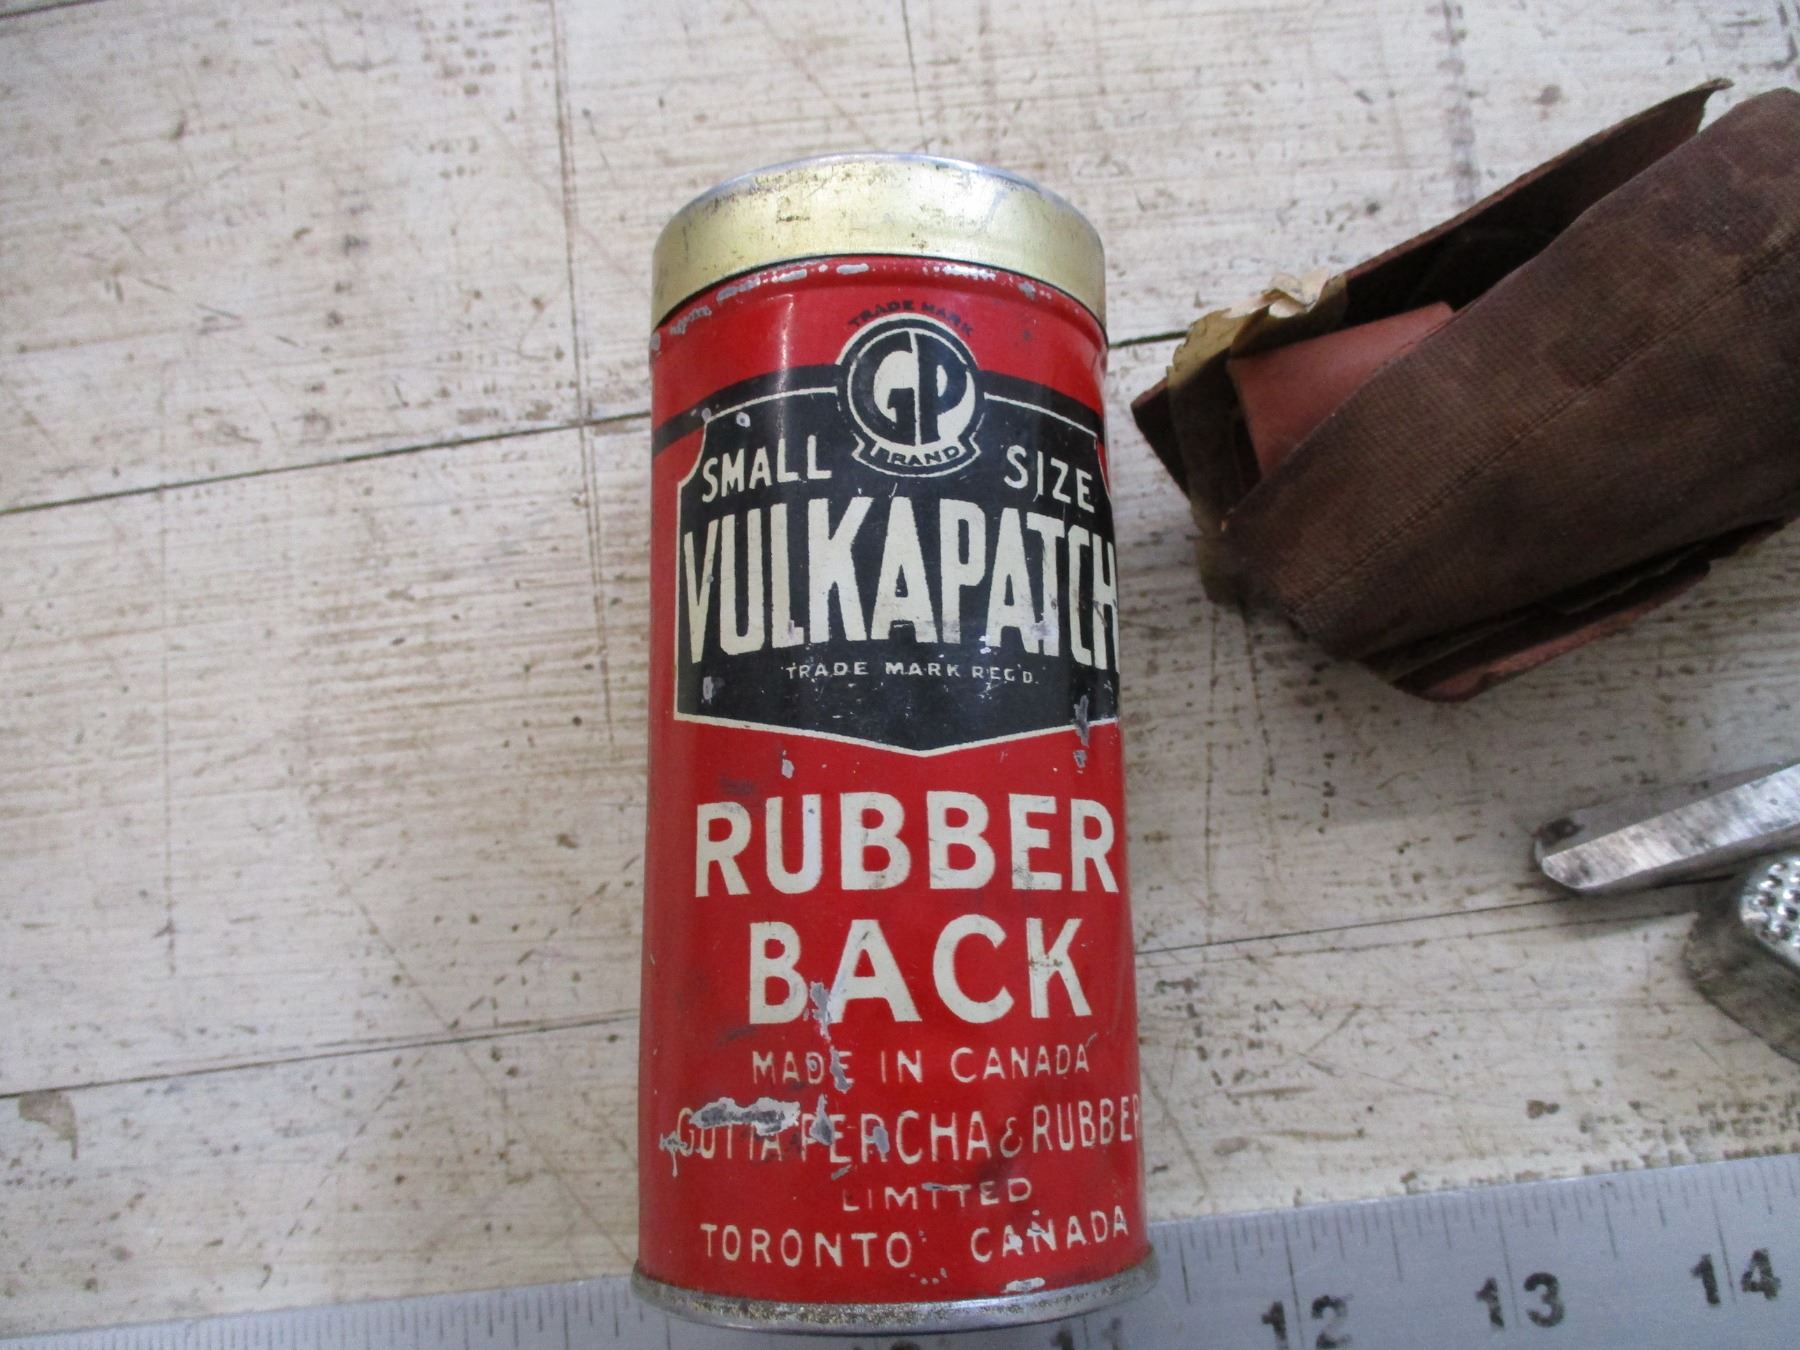 TRADE MARK
GP
BRAND
SMALL SIZE
VULKAPATCH
TRADE MARK REG'D.
RUBBER
BACK
MADE IN CANADA
GUTTA PERCHA & RUBBER
LIMITED
TORONTO CANADA
11 12 13 14